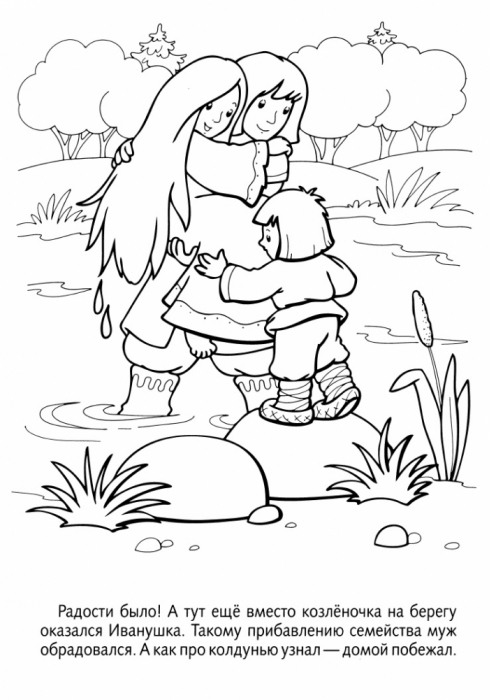 Радости было! А тут ещё вместо козлёночка на берегу
оказался Иванушка. Такому прибавлению семейства муж
обрадовался. А как про колдунью узнал — домой побежал.